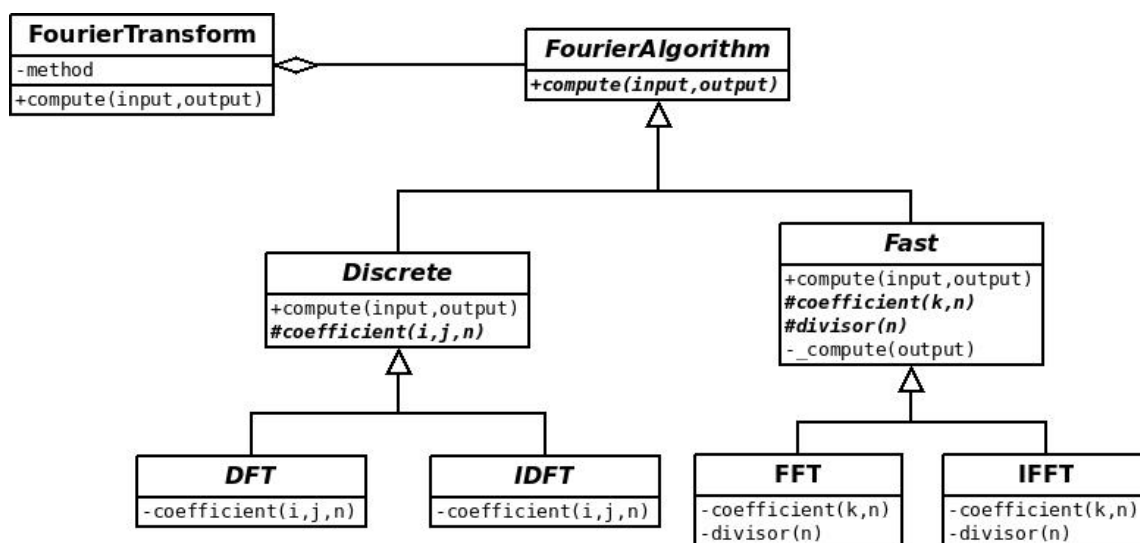 FourierTransform
-method
+compute(input,output)
FourierAlgorithm
+compute(input,output)
Discrete
+compute(input,output)
#coefficient(i,j,n)
Fast
+compute(input,output)
#coefficient(k,n)
#divisor(n)
-_compute(output)
DFT
-coefficient(i,j,n)
IDFT
-coefficient(i,j,n)
FFT
-coefficient(k,n)
-divisor(n)
IFFT
-coefficient(k,n)
-divisor(n)